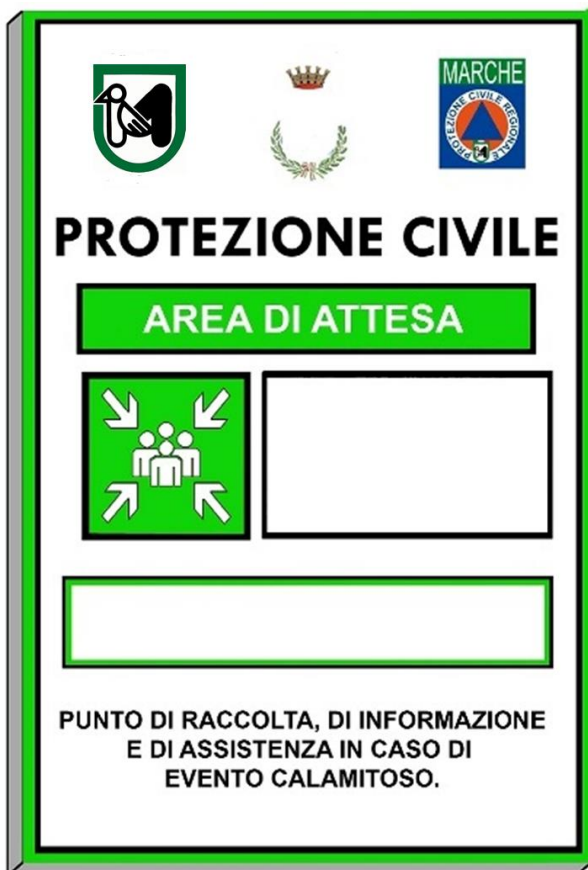 MARCHE
PROTEZIONE CIVILE REGIONALE
PROTEZIONE CIVILE
AREA DI ATTESA
PUNTO DI RACCOLTA, DI INFORMAZIONE
E DI ASSISTENZA IN CASO DI
EVENTO CALAMITOSO.